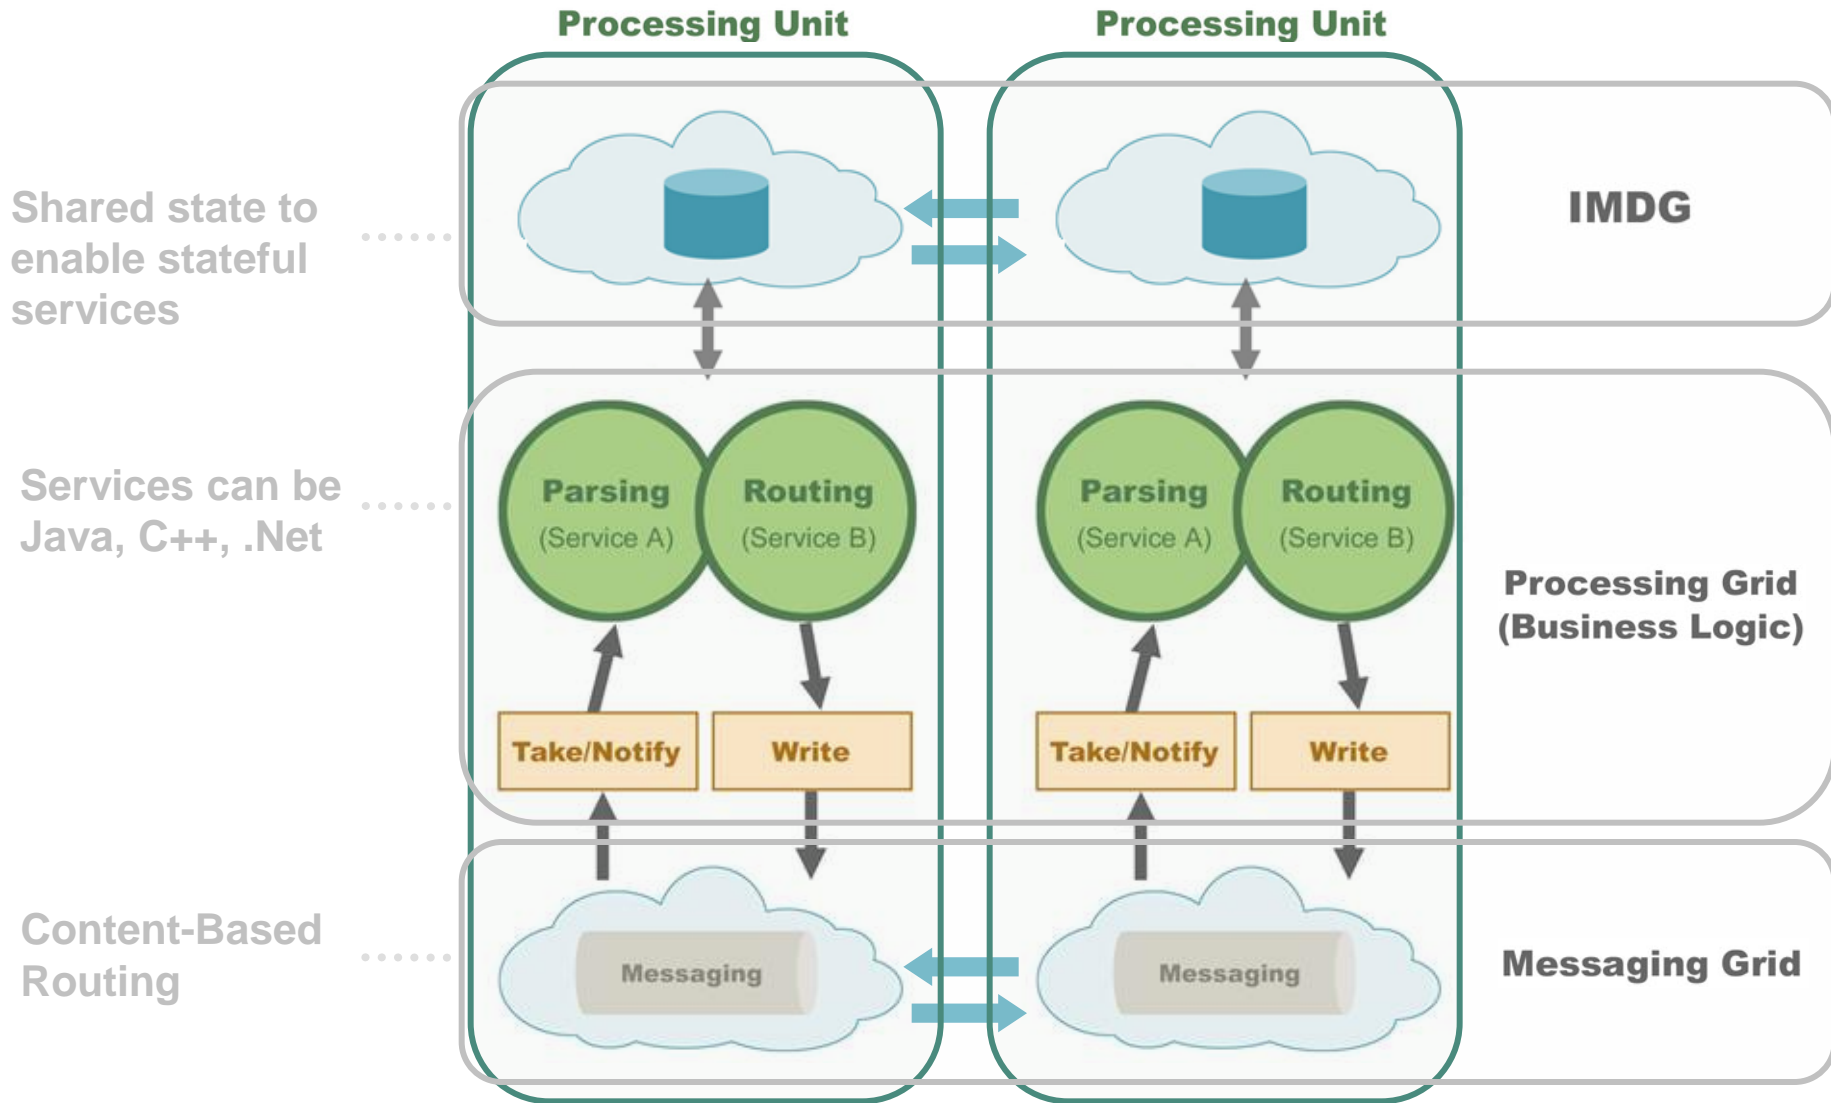 Processing Unit
Processing Unit
Shared state to
enable stateful
services
IMDG
Services can be
Java, C++, .Net
Parsing
(Service A)
Routing
(Service B)
Parsing
(Service A)
Routing
(Service B)
Processing Grid
(Business Logic)
Take/Notify
Write
Take/Notify
Write
Content-Based
Routing
Messaging
Messaging
Messaging Grid